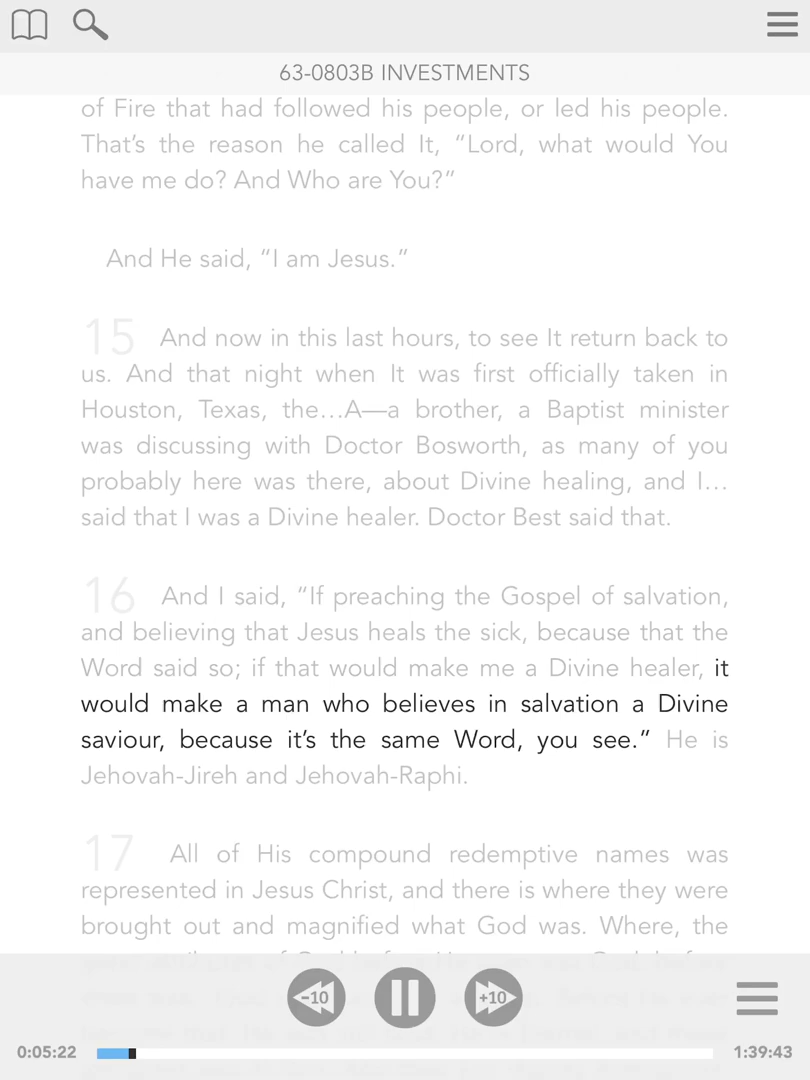 63-0803B INVESTMENTS
of Fire that had followed his people, or led his people.
That’s the reason he called It, “Lord, what would You
have me do? And Who are You?”
And He said, “I am Jesus.”
15 And now in this last hours, to see It return back to
us. And that night when It was first officially taken in
Houston, Texas, the…A—a brother, a Baptist minister
was discussing with Doctor Bosworth, as many of you
probably here was there, about Divine healing, and I…
said that I was a Divine healer. Doctor Best said that.
16 And I said, “If preaching the Gospel of salvation,
and believing that Jesus heals the sick, because that the
Word said so; if that would make me a Divine healer, it
would make a man who believes in salvation a Divine
saviour, because it’s the same Word, you see.” He is
Jehovah-Jireh and Jehovah-Raphi.
17 All of His compound redemptive names was
represented in Jesus Christ, and there is where they were
brought out and magnified what God was. Where, the
-10 +10
0:05:22 1:39:43